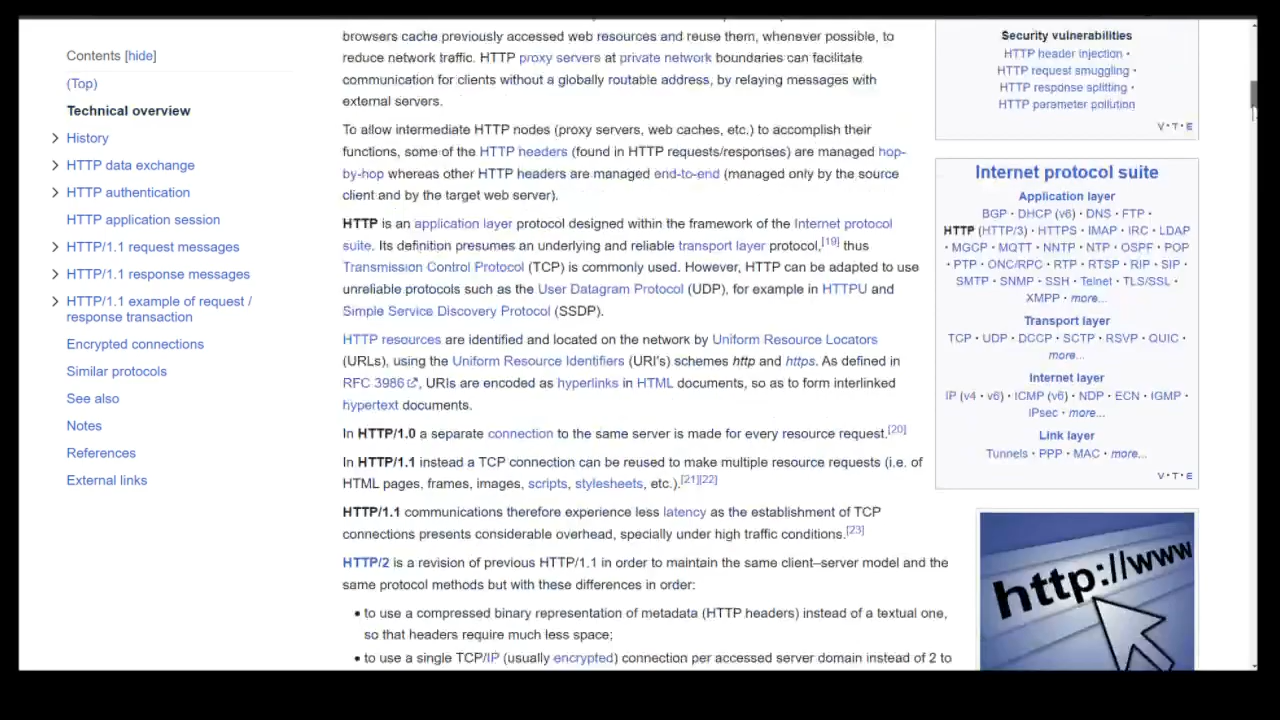 Contents [hide]
(Top)
Technical overview
History
HTTP data exchange
HTTP authentication
HTTP application session
HTTP/1.1 request messages
HTTP/1.1 response messages
HTTP/1.1 example of request /
response transaction
Encrypted connections
Similar protocols
See also
Notes
References
External links
browsers cache previously accessed web resources and reuse them, whenever possible, to
reduce network traffic. HTTP proxy servers at private network boundaries can facilitate
communication for clients without a globally routable address, by relaying messages with
external servers.
To allow intermediate HTTP nodes (proxy servers, web caches, etc.) to accomplish their
functions, some of the HTTP headers (found in HTTP requests/responses) are managed hop-
by-hop whereas other HTTP headers are managed end-to-end (managed only by the source
client and by the target web server).
HTTP is an application layer protocol designed within the framework of the Internet protocol
suite. Its definition presumes an underlying and reliable transport layer protocol,[19] thus
Transmission Control Protocol (TCP) is commonly used. However, HTTP can be adapted to use
unreliable protocols such as the User Datagram Protocol (UDP), for example in HTTPU and
Simple Service Discovery Protocol (SSDP).
HTTP resources are identified and located on the network by Uniform Resource Locators
(URLs), using the Uniform Resource Identifiers (URI's) schemes http and https. As defined in
RFC 3986, URIs are encoded as hyperlinks in HTML documents, so as to form interlinked
hypertext documents.
In HTTP/1.0 a separate connection to the same server is made for every resource request.[20]
In HTTP/1.1 instead a TCP connection can be reused to make multiple resource requests (i.e. of
HTML pages, frames, images, scripts, stylesheets, etc.).[21][22]
HTTP/1.1 communications therefore experience less latency as the establishment of TCP
connections presents considerable overhead, specially under high traffic conditions.[23]
HTTP/2 is a revision of previous HTTP/1.1 in order to maintain the same client–server model and the
same protocol methods but with these differences in order:
• to use a compressed binary representation of metadata (HTTP headers) instead of a textual one,
so that headers require much less space;
• to use a single TCP/IP (usually encrypted) connection per accessed server domain instead of 2 to
Security vulnerabilities
HTTP header injection •
HTTP request smuggling •
HTTP response splitting •
HTTP parameter pollution
V•T•E
Internet protocol suite
Application layer
BGP • DHCP (v6) • DNS • FTP •
HTTP (HTTP/3) • HTTPS • IMAP • IRC • LDAP
• MGCP • MQTT • NNTP • NTP • OSPF • POP
• PTP • ONC/RPC • RTP • RTSP • RIP • SIP •
SMTP • SNMP • SSH • Telnet • TLS/SSL •
XMPP • more...
Transport layer
TCP • UDP • DCCP • SCTP • RSVP • QUIC •
more...
Internet layer
IP (v4 • v6) • ICMP (v6) • NDP • ECN • IGMP •
IPsec • more...
Link layer
Tunnels • PPP • MAC • more...
V•T•E
http://www